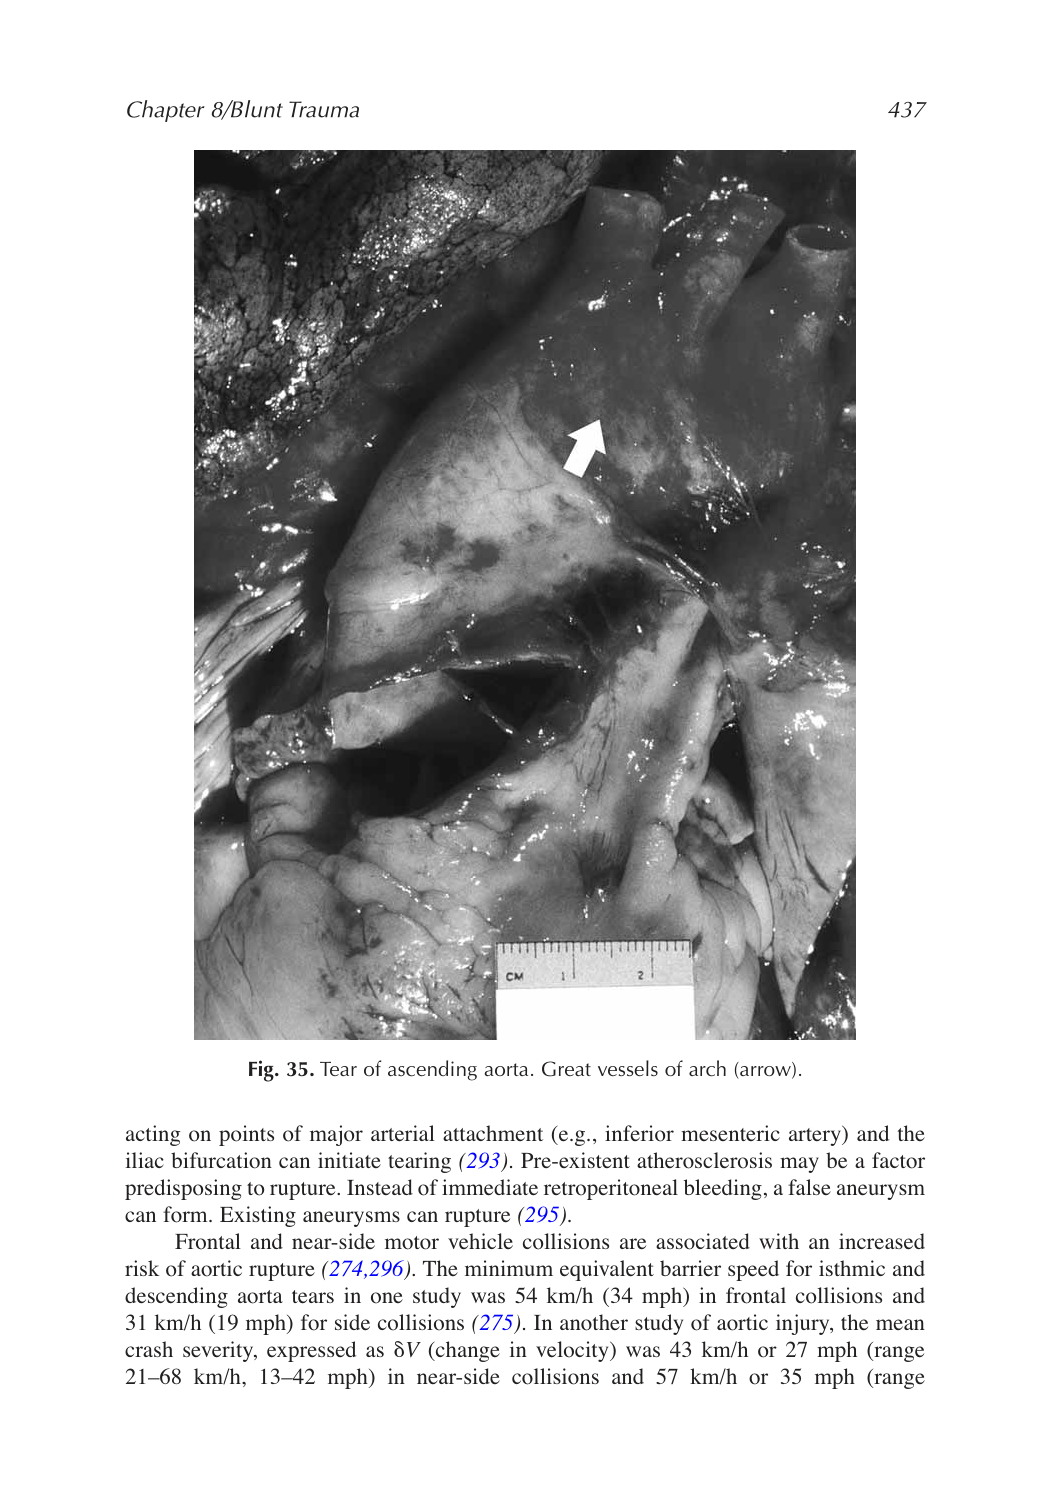 Chapter 8/Blunt Trauma 437
CM 1 2
Fig. 35. Tear of ascending aorta. Great vessels of arch (arrow).
acting on points of major arterial attachment (e.g., inferior mesenteric artery) and the
iliac bifurcation can initiate tearing (293). Pre-existent atherosclerosis may be a factor
predisposing to rupture. Instead of immediate retroperitoneal bleeding, a false aneurysm
can form. Existing aneurysms can rupture (295).
Frontal and near-side motor vehicle collisions are associated with an increased
risk of aortic rupture (274,296). The minimum equivalent barrier speed for isthmic and
descending aorta tears in one study was 54 km/h (34 mph) in frontal collisions and
31 km/h (19 mph) for side collisions (275). In another study of aortic injury, the mean
crash severity, expressed as δV (change in velocity) was 43 km/h or 27 mph (range
21–68 km/h, 13–42 mph) in near-side collisions and 57 km/h or 35 mph (range